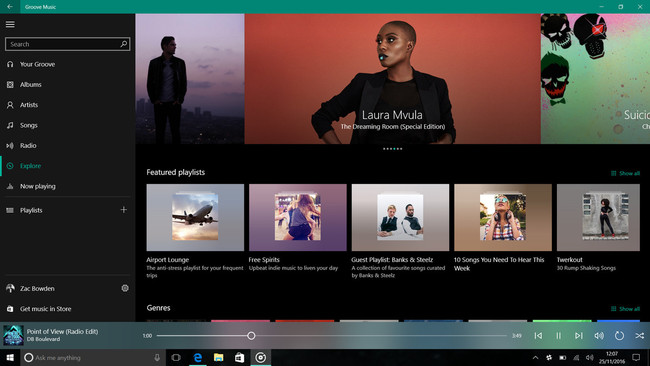 Groove Music
Search
Your Groove
Albums
Artists
Songs
Radio
Explore
Now playing
Playlists
Zac Bowden
Get music in Store
Laura Mvula
The Dreaming Room (Special Edition)
Suicid
Ch
Featured playlists
Show all
Airport Lounge
The anti-stress playlist for your frequent
trips
Free Spirits
Upbeat indie music to liven your day
Guest Playlist: Banks & Steelz
A collection of favourite songs curated
by Banks & Steelz
10 Songs You Need To Hear This
Week
Twerkout
30 Rump-Shaking Songs
Genres
Show all
Point of View (Radio Edit)
DB Boulevard
1:00
3:49
Ask me anything
12:07
25/11/2016